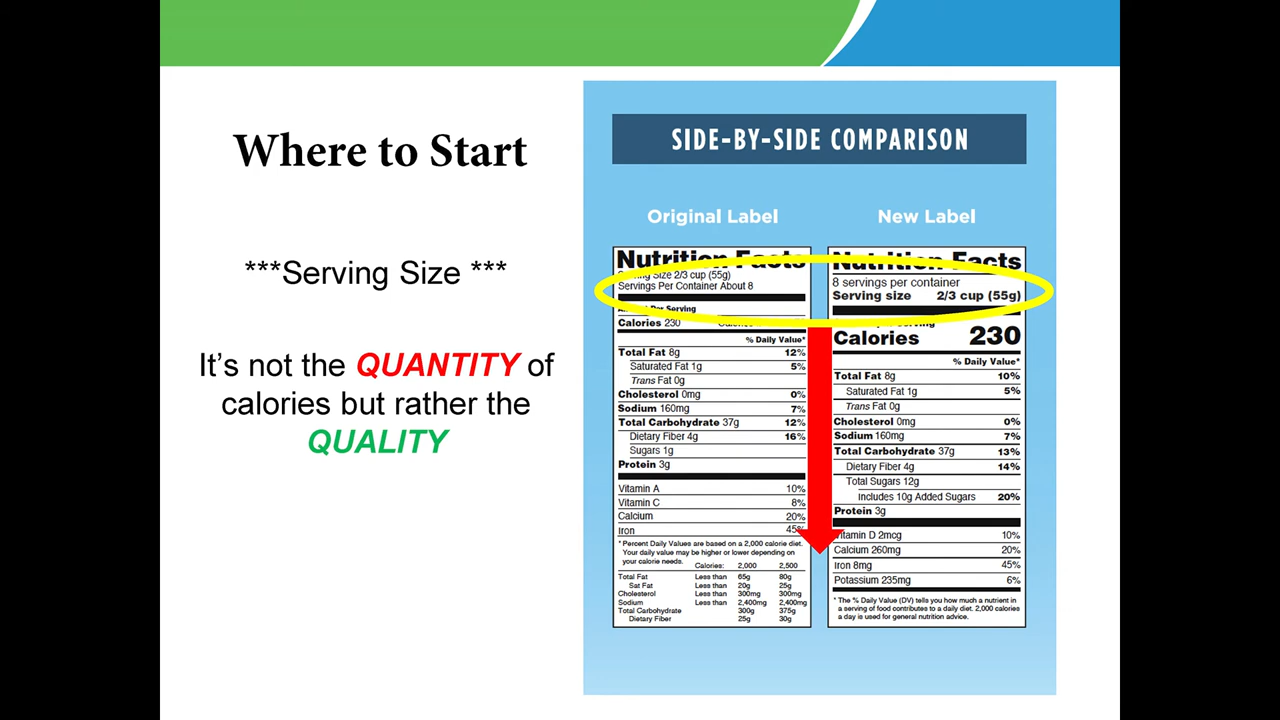 Where to Start
***Serving Size ***
It's not the QUANTITY of
calories but rather the
QUALITY
SIDE-BY-SIDE COMPARISON
Original Label
Nutrition Facts
Serving Size 2/3 cup (55g)
Servings Per Container About 8
Amount Per Serving
Calories 230
% Daily Value*
Total Fat 8g 12%
Saturated Fat 1g 5%
Trans Fat 0g
Cholesterol 0mg 0%
Sodium 160mg 7%
Total Carbohydrate 37g 12%
Dietary Fiber 4g 16%
Sugars 1g
Protein 3g
Vitamin A 10%
Vitamin C 8%
Calcium 20%
Iron 45%
* Percent Daily Values are based on a 2,000 calorie diet.
Your daily value may be higher or lower depending on
your calorie needs.
Calories: 2,000 2,500
Total Fat Less than 65g 80g
Sat Fat Less than 20g 25g
Cholesterol Less than 300mg 300mg
Sodium Less than 2,400mg 2,400mg
Total Carbohydrate 300g 375g
Dietary Fiber 25g 30g
New Label
Nutrition Facts
8 servings per container
Serving size 2/3 cup (55g)
Calories 230
% Daily Value*
Total Fat 8g 10%
Saturated Fat 1g 5%
Trans Fat 0g
Cholesterol 0mg 0%
Sodium 160mg 7%
Total Carbohydrate 37g 13%
Dietary Fiber 4g 14%
Total Sugars 12g
Includes 10g Added Sugars 20%
Protein 3g
Vitamin D 2mcg 10%
Calcium 260mg 20%
Iron 8mg 45%
Potassium 235mg 6%
* The % Daily Value (DV) tells you how much a nutrient in
a serving of food contributes to a daily diet. 2,000 calories
a day is used for general nutrition advice.